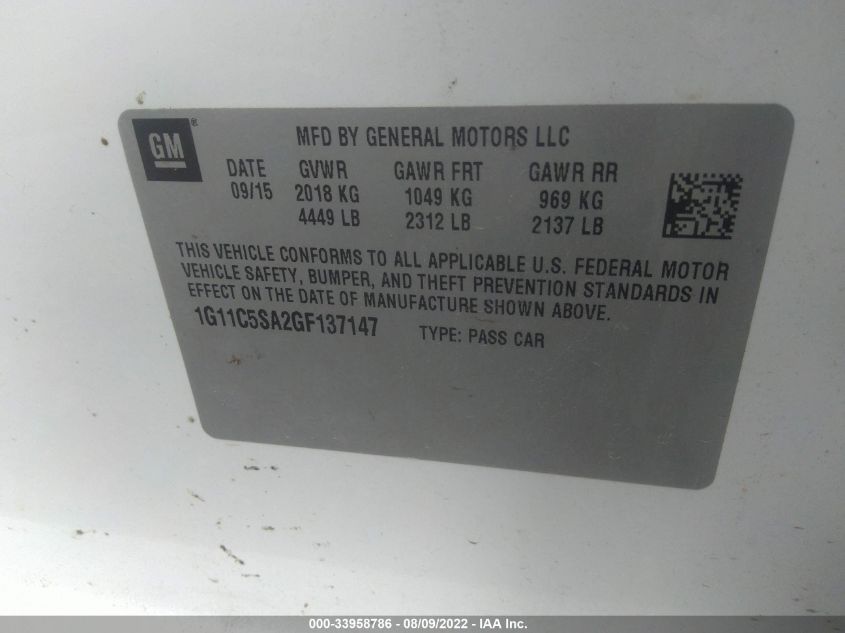 GM®
MFD BY GENERAL MOTORS LLC
DATE GVWR GAWR FRT GAWR RR
09/15 2018 KG 1049 KG 969 KG
4449 LB 2312 LB 2137 LB
THIS VEHICLE CONFORMS TO ALL APPLICABLE U.S. FEDERAL MOTOR
VEHICLE SAFETY, BUMPER, AND THEFT PREVENTION STANDARDS IN
EFFECT ON THE DATE OF MANUFACTURE SHOWN ABOVE.
1G11C5SA2GF137147 TYPE: PASS CAR
000-33958786 - 08/09/2022 - IAAI.com